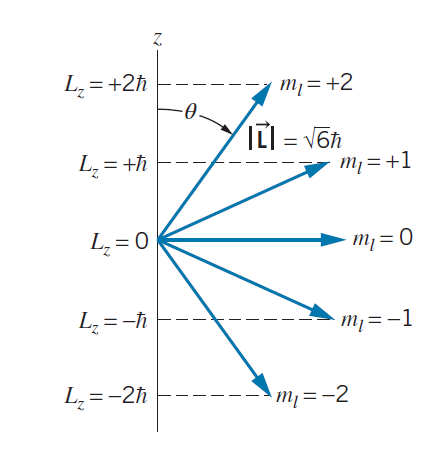 z
L_z = +2ħ
m_l = +2
θ
|L⃗| = √6ħ
L_z = +ħ
m_l = +1
L_z = 0
m_l = 0
L_z = −ħ
m_l = −1
L_z = −2ħ
m_l = −2